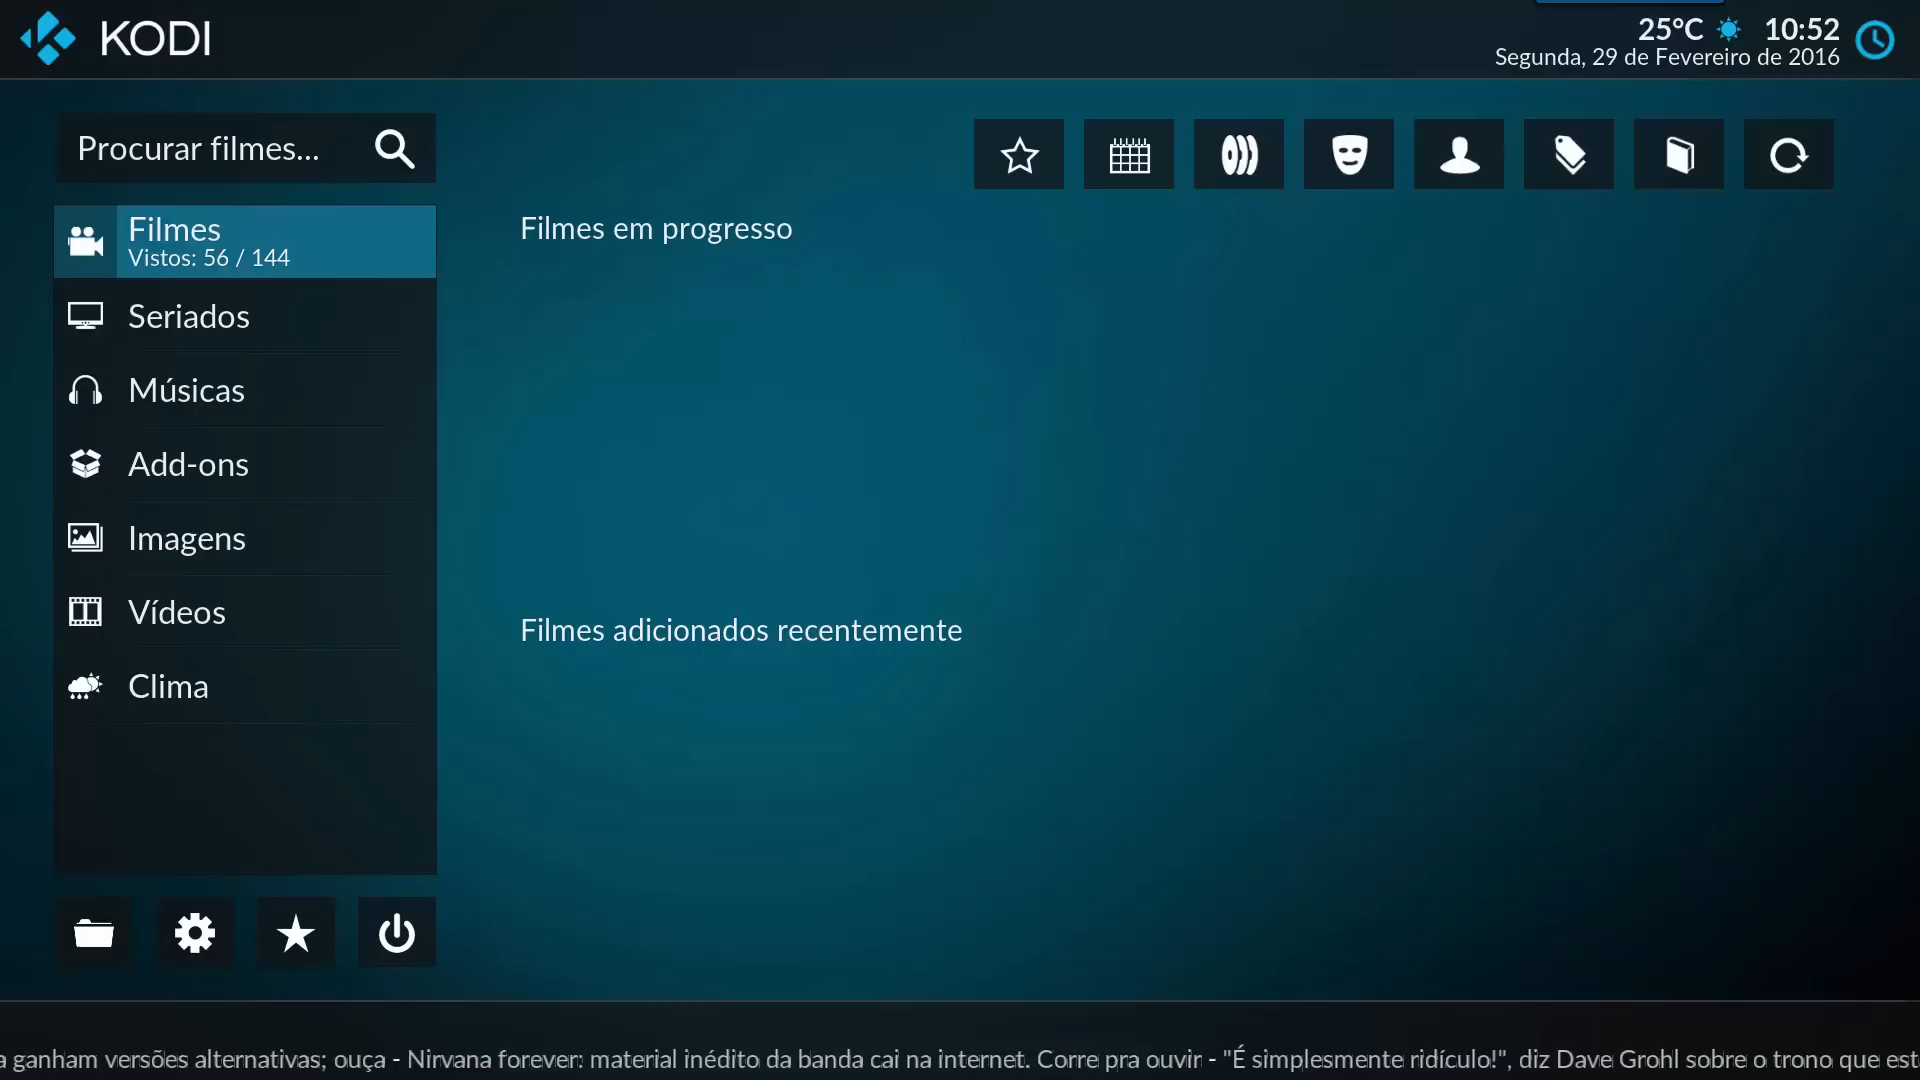 KODI
25°C 10:52
Segunda, 29 de Fevereiro de 2016
Procurar filmes...
Filmes
Vistos: 56 / 144
Seriados
Músicas
Add-ons
Imagens
Vídeos
Clima
Filmes em progresso
Filmes adicionados recentemente
a ganham versões alternativas; ouça - Nirvana forever: material inédito da banda cai na internet. Corre pra ouvir - "É simplesmente ridículo!", diz Dave Grohl sobre o trono que est